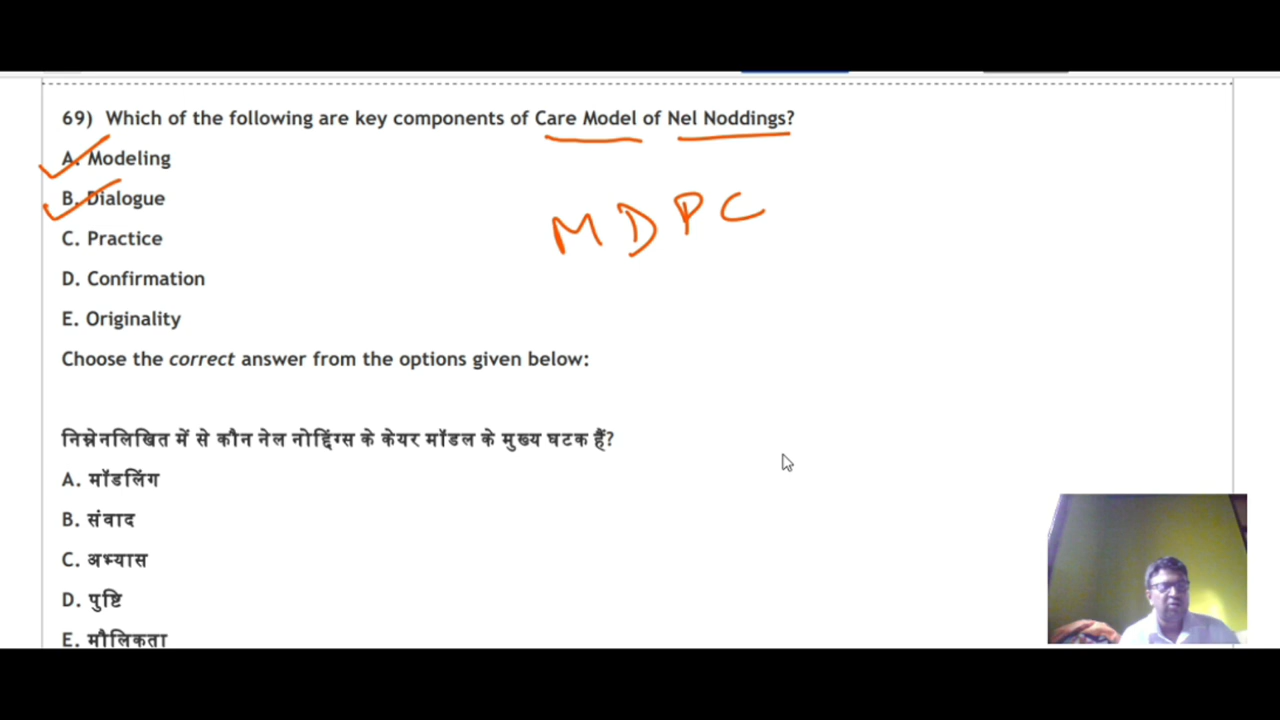 69) Which of the following are key components of Care Model of Nel Noddings?
A. Modeling
B. Dialogue
M D P C
C. Practice
D. Confirmation
E. Originality
Choose the correct answer from the options given below:
निम्नेनलिखित में से कौन नेल नोद्दिंग्स के केयर मॉडल के मुख्य घटक हैं?
A. मॉडलिंग
B. संवाद
C. अभ्यास
D. पुष्टि
E. मौलिकता